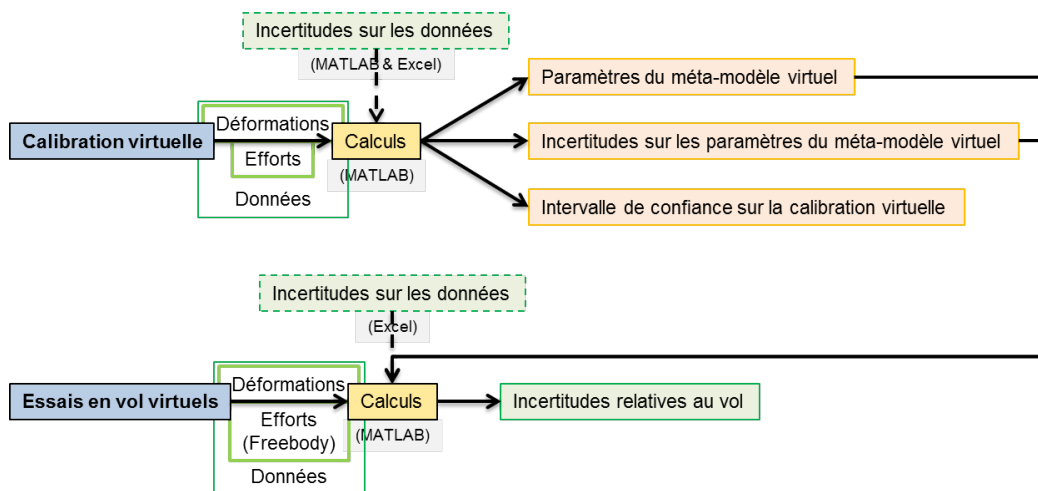 Incertitudes sur les données
(MATLAB & Excel)
Paramètres du méta-modèle virtuel
Déformations
Calibration virtuelle
Calculs
Incertitudes sur les paramètres du méta-modèle virtuel
Efforts
(MATLAB)
Données
Intervalle de confiance sur la calibration virtuelle
Incertitudes sur les données
(Excel)
Déformations
Essais en vol virtuels
Calculs
Incertitudes relatives au vol
Efforts
(Freebody)
(MATLAB)
Données